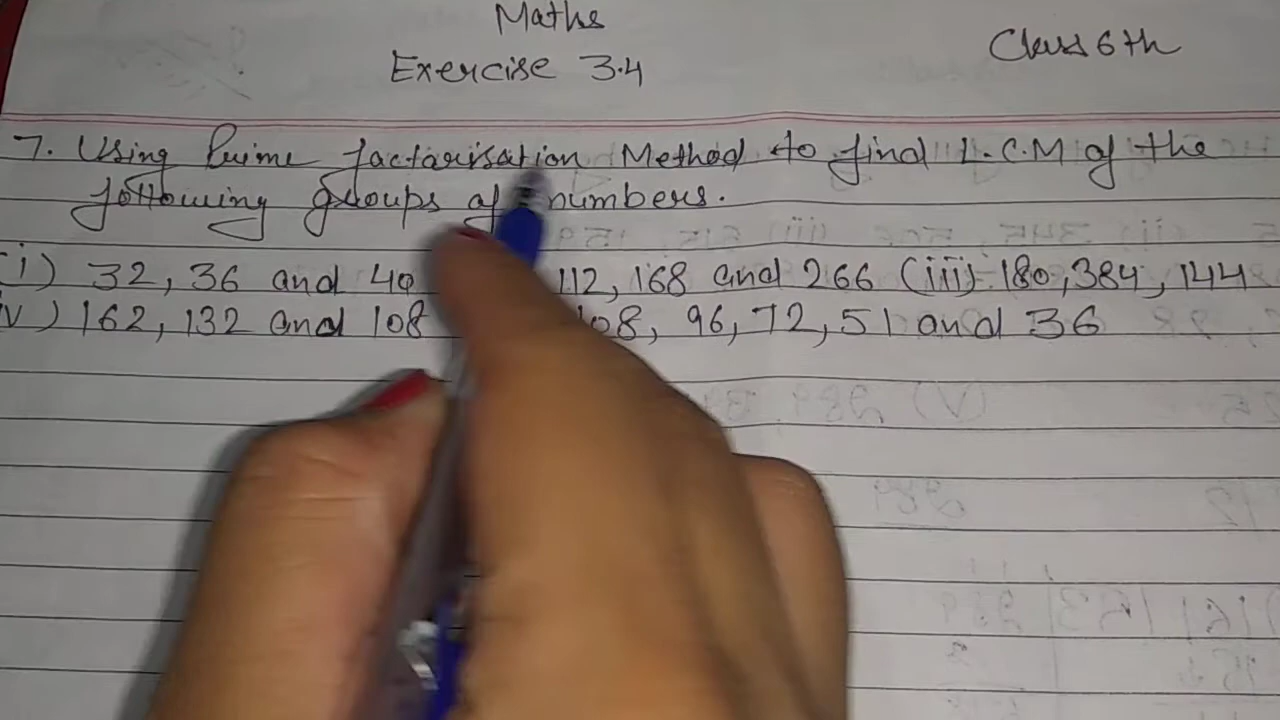 Maths
Class 6th
Exercise 3.4
7. Using Prime factorisation Method to find L.C.M of the
following groups of numbers.
i) 32, 36 and 40 112, 168 and 266 (iii) 180, 384, 144
v) 162, 132 and 108 108, 96, 72, 51 and 36